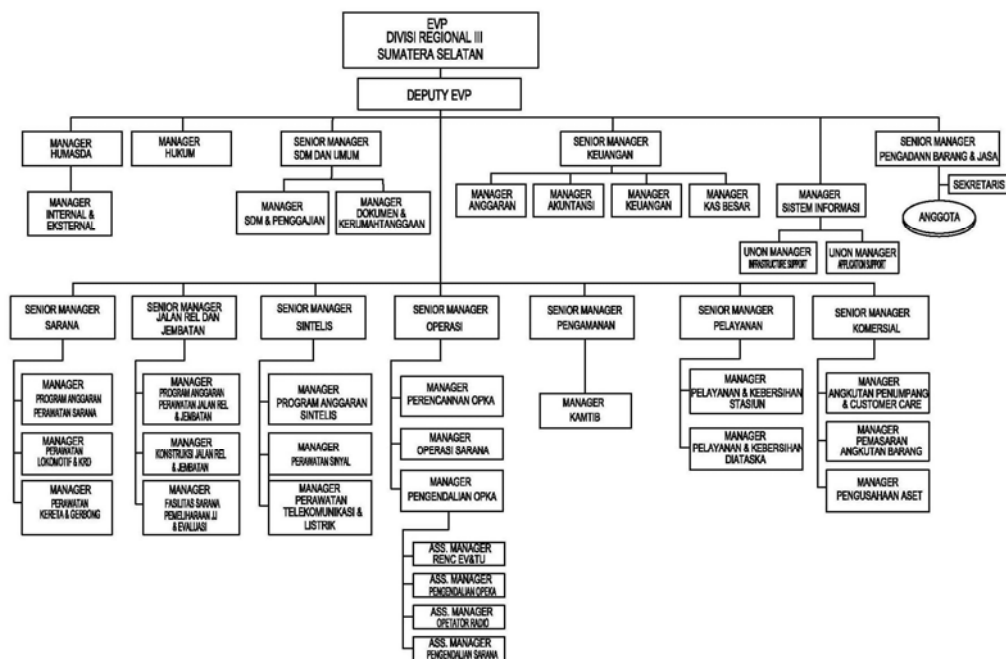 EVP
DIVISI REGIONAL III
SUMATERA SELATAN
DEPUTY EVP
MANAGER
HUMASDA
MANAGER
HUKUM
SENIOR MANAGER
SDM DAN UMUM
SENIOR MANAGER
KEUANGAN
SENIOR MANAGER
PENGADANN BARANG & JASA
SEKRETARIS
ANGGOTA
MANAGER
INTERNAL &
EKSTERNAL
MANAGER
SDM & PENGGAJIAN
MANAGER
DOKUMEN &
KERUMAHTANGGAAN
MANAGER
ANGGARAN
MANAGER
AKUNTANSI
MANAGER
KEUANGAN
MANAGER
KAS BESAR
MANAGER
SISTEM INFORMASI
UNON MANAGER
INFRASTRUCTURE SUPPORT
UNON MANAGER
APPLICATION SUPPORT
SENIOR MANAGER
SARANA
SENIOR MANAGER
JALAN REL DAN
JEMBATAN
SENIOR MANAGER
SINTELIS
SENIOR MANAGER
OPERASI
SENIOR MANAGER
PENGAMANAN
SENIOR MANAGER
PELAYANAN
SENIOR MANAGER
KOMERSIAL
MANAGER
PROGRAM ANGGARAN
PERAWATAN SARANA
MANAGER
PROGRAM ANGGARAN
PERAWATAN JALAN REL
& JEMBATAN
MANAGER
PROGRAM ANGGARAN
SINTELIS
MANAGER
PERENCANNAN OPKA
MANAGER
KAMTIB
MANAGER
PELAYANAN & KEBERSIHAN
STASIUN
MANAGER
ANGKUTAN PENUMPANG
& CUSTOMER CARE
MANAGER
PERAWATAN
LOKOMOTIF & KRD
MANAGER
KONSTRUKSI JALAN REL
& JEMBATAN
MANAGER
PERAWATAN SINYAL
MANAGER
OPERASI SARANA
MANAGER
PELAYANAN & KEBERSIHAN
DIATASKA
MANAGER
PEMASARAN
ANGKUTAN BARANG
MANAGER
PERAWATAN
KERETA & GERBONG
MANAGER
FASILITAS SARANA
PEMELIHARAAN JJ
& EVALUASI
MANAGER
PERAWATAN
TELEKOMUNIKASI &
LISTRIK
MANAGER
PENGENDALIAN OPKA
MANAGER
PENGUSAHAAN ASET
ASS. MANAGER
RENC EV&TU
ASS. MANAGER
PENGENDALIAN OPEKA
ASS. MANAGER
OPETATOR RADIO
ASS. MANAGER
PENGENDALIAN SARANA